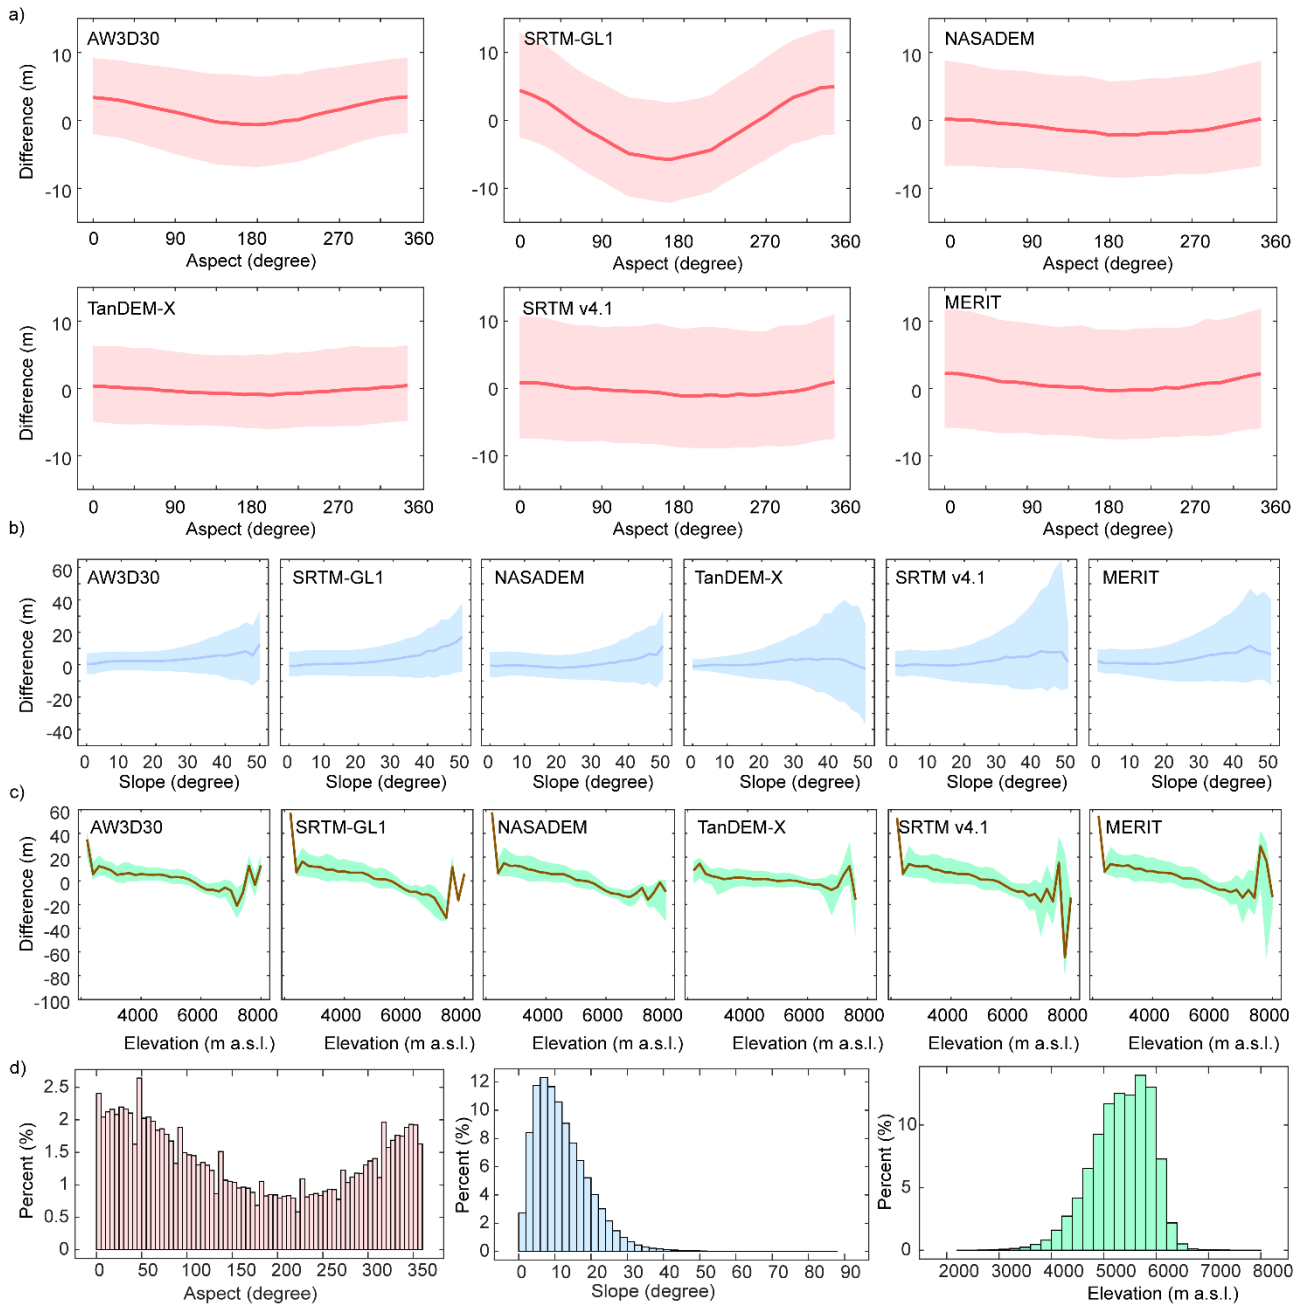 a)
AW3D30
SRTM-GL1
NASADEM
Difference (m)
10
0
-10
10
0
-10
10
0
-10
0 90 180 270 360
0 90 180 270 360
0 90 180 270 360
Aspect (degree)
Aspect (degree)
Aspect (degree)
TanDEM-X
SRTM v4.1
MERIT
Difference (m)
10
0
-10
10
0
-10
10
0
-10
0 90 180 270 360
0 90 180 270 360
0 90 180 270 360
Aspect (degree)
Aspect (degree)
Aspect (degree)
b)
AW3D30
SRTM-GL1
NASADEM
TanDEM-X
SRTM v4.1
MERIT
Difference (m)
60
40
20
0
-20
-40
0 10 20 30 40 50
0 10 20 30 40 50
0 10 20 30 40 50
0 10 20 30 40 50
0 10 20 30 40 50
0 10 20 30 40 50
Slope (degree)
Slope (degree)
Slope (degree)
Slope (degree)
Slope (degree)
Slope (degree)
c)
AW3D30
SRTM-GL1
NASADEM
TanDEM-X
SRTM v4.1
MERIT
Difference (m)
60
40
20
0
-20
-40
-60
-80
-100
4000 6000 8000
4000 6000 8000
4000 6000 8000
4000 6000 8000
4000 6000 8000
4000 6000 8000
Elevation (m a.s.l.)
Elevation (m a.s.l.)
Elevation (m a.s.l.)
Elevation (m a.s.l.)
Elevation (m a.s.l.)
Elevation (m a.s.l.)
d)
Percent (%)
2.5
2
1.5
1
0.5
0
0 50 100 150 200 250 300 350
Aspect (degree)
Percent (%)
12
10
8
6
4
2
0
0 10 20 30 40 50 60 70 80 90
Slope (degree)
Percent (%)
10
5
0
2000 3000 4000 5000 6000 7000 8000
Elevation (m a.s.l.)